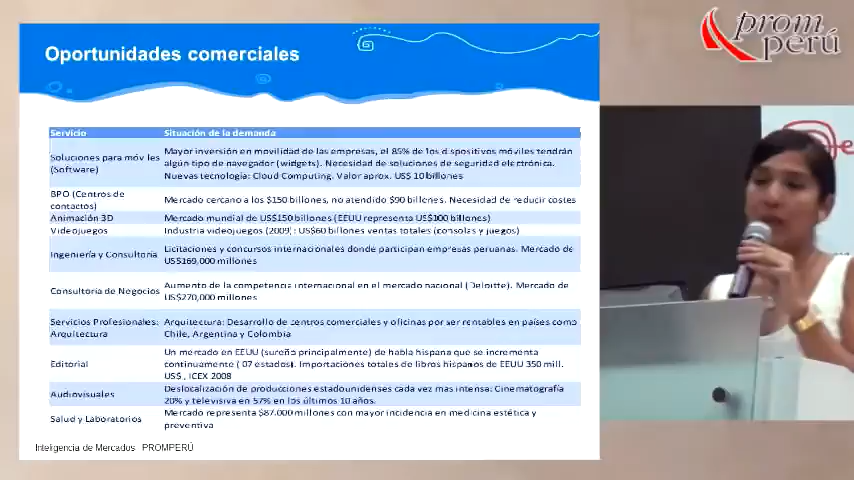 Oportunidades comerciales
prom
perú
Servicio Situación de la demanda
Soluciones para móviles (Software) Mayor inversión en movilidad de las empresas, el 85% de los dispositivos móviles tendrán
algún tipo de navegador (widgets). Necesidad de soluciones de seguridad electrónica.
Nuevas tecnología: Cloud Computing. Valor aprox. US$ 10 billones
BPO (Centros de
contactos) Mercado cercano a los $150 billones, no atendido $90 billones. Necesidad de reducir costes
Animación 3D Mercado mundial de US$150 billones (EEUU representa US$100 billones)
Videojuegos Industria videojuegos (2009): US$60 billones ventas totales (consolas y juegos)
Ingeniería y Consultoría Licitaciones y concursos internacionales donde participan empresas peruanas. Mercado de
US$169,000 millones
Consultoría de Negocios Aumento de la competencia internacional en el mercado nacional (Deloitte). Mercado de
US$270,000 millones
Servicios Profesionales:
Arquitectura Arquitectura: Desarrollo de centros comerciales y oficinas por ser rentables en países como
Chile, Argentina y Colombia
Editorial Un mercado en EEUU (sureño principalmente) de habla hispana que se incrementa
continuamente ( 07 estados). Importaciones totales de libros hispanos de EEUU 350 mill.
US$ , ICEX 2008
Audiovisuales Deslocalización de producciones estadounidenses cada vez mas intensa: Cinematografía
20% y televisiva en 57% en los últimos 10 años.
Salud y Laboratorios Mercado representa $87.000 millones con mayor incidencia en medicina estética y
preventiva
Inteligencia de Mercados PROMPERÚ